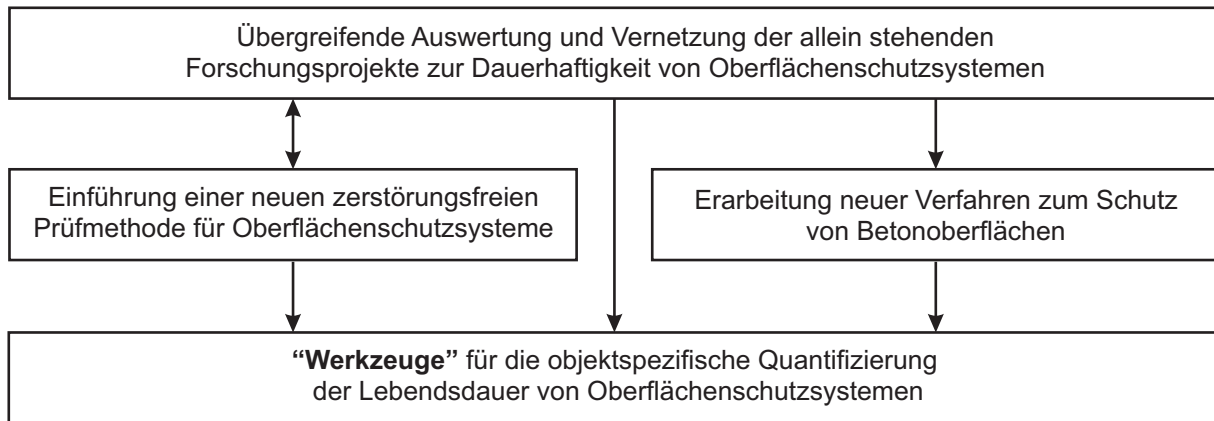 Übergreifende Auswertung und Vernetzung der allein stehenden
Forschungsprojekte zur Dauerhaftigkeit von Oberflächenschutzsystemen
Einführung einer neuen zerstörungsfreien
Prüfmethode für Oberflächenschutzsysteme
Erarbeitung neuer Verfahren zum Schutz
von Betonoberflächen
“Werkzeuge” für die objektspezifische Quantifizierung
der Lebendsdauer von Oberflächenschutzsystemen